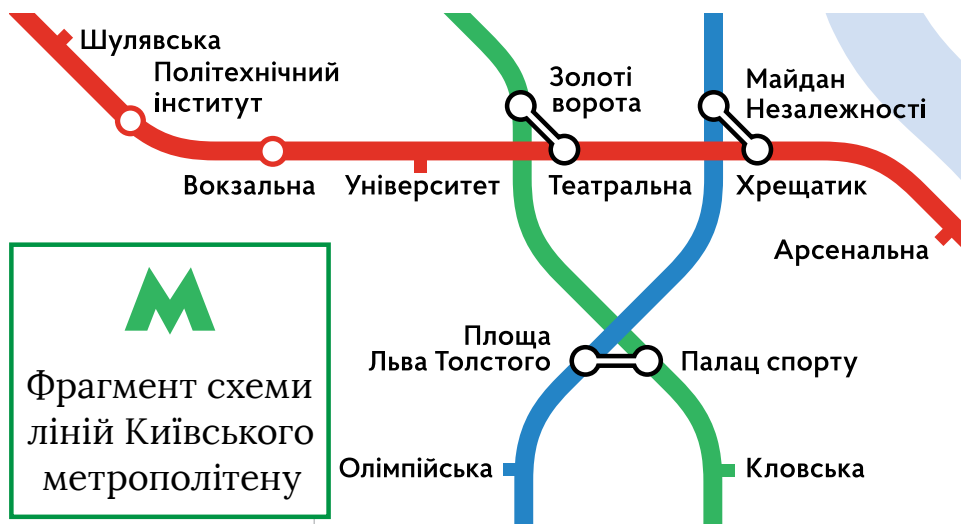 Шулявська
Політехнічний
інститут
Золоті
ворота
Майдан
Незалежності
Вокзальна
Університет
Театральна
Хрещатик
Арсенальна
Площа
Льва Толстого
Палац спорту
Олімпійська
Кловська
Фрагмент схеми
ліній Київського
метрополітену